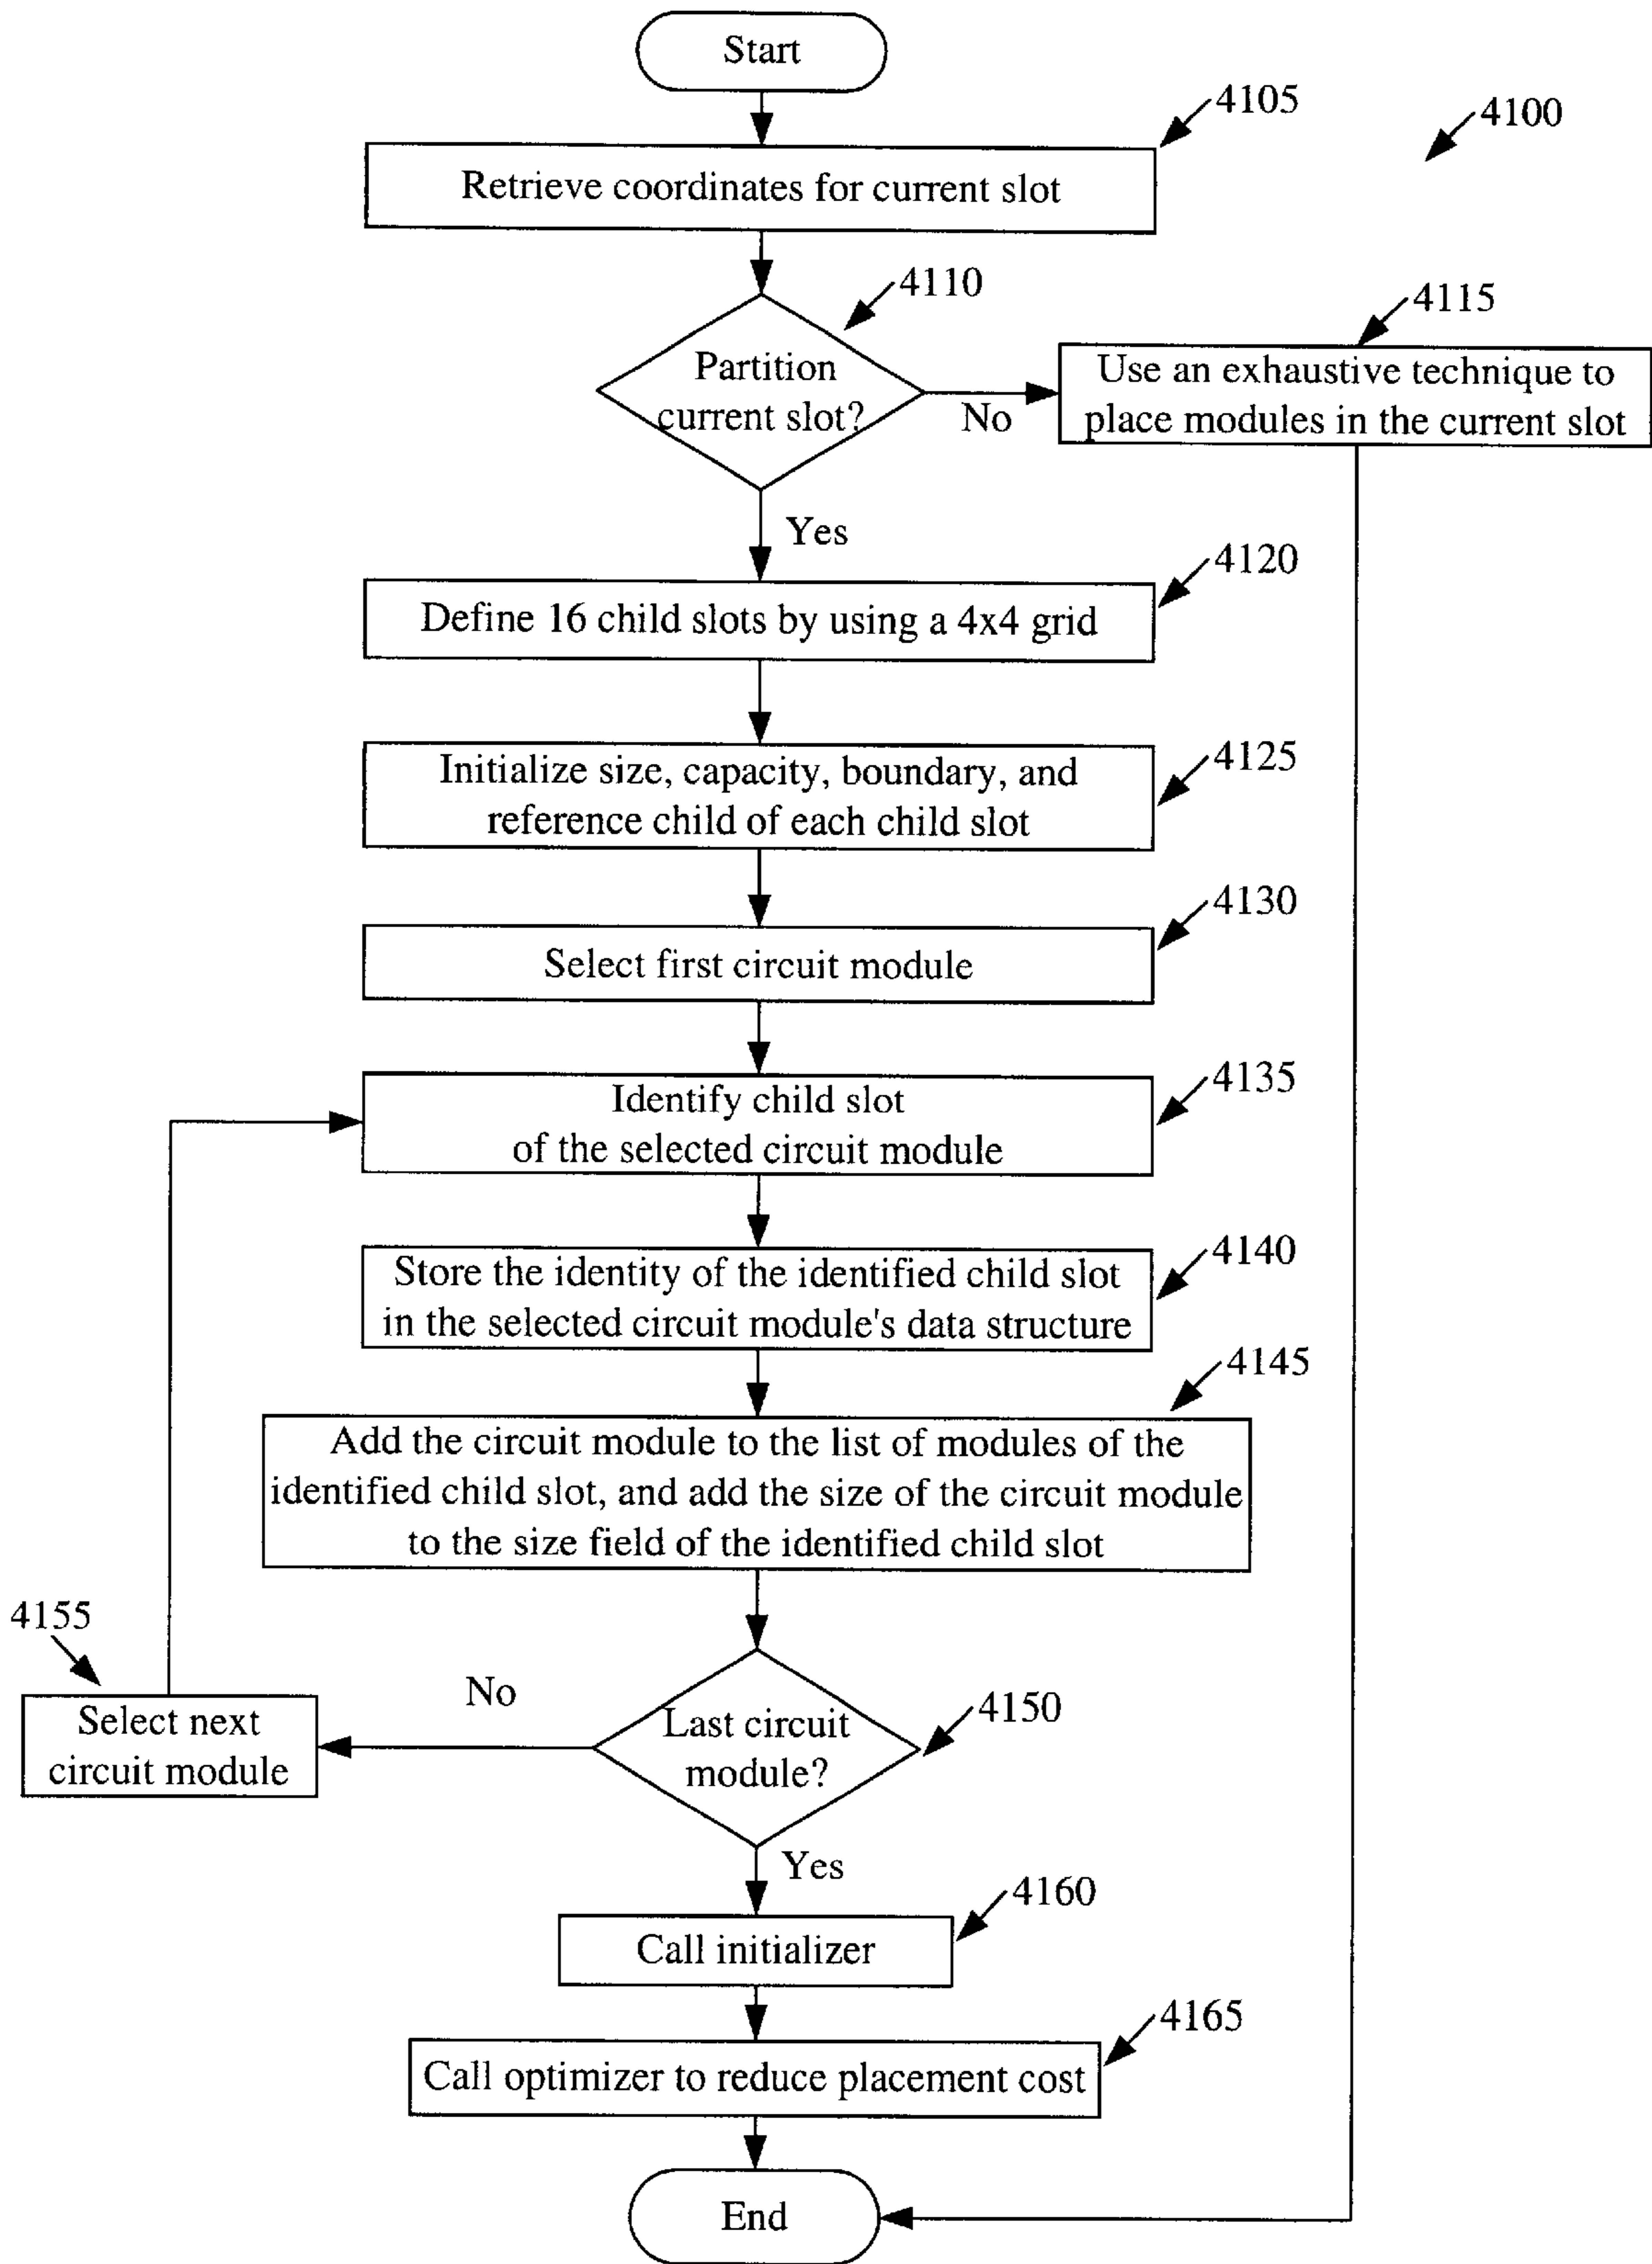 Start
4105
4100
Retrieve coordinates for current slot
4110
4115
Partition
current slot?
No
Use an exhaustive technique to
place modules in the current slot
Yes
4120
Define 16 child slots by using a 4x4 grid
4125
Initialize size, capacity, boundary, and
reference child of each child slot
4130
Select first circuit module
4135
Identify child slot
of the selected circuit module
4140
Store the identity of the identified child slot
in the selected circuit module's data structure
4145
Add the circuit module to the list of modules of the
identified child slot, and add the size of the circuit module
to the size field of the identified child slot
4155
No
4150
Select next
circuit module
Last circuit
module?
Yes
4160
Call initializer
4165
Call optimizer to reduce placement cost
End